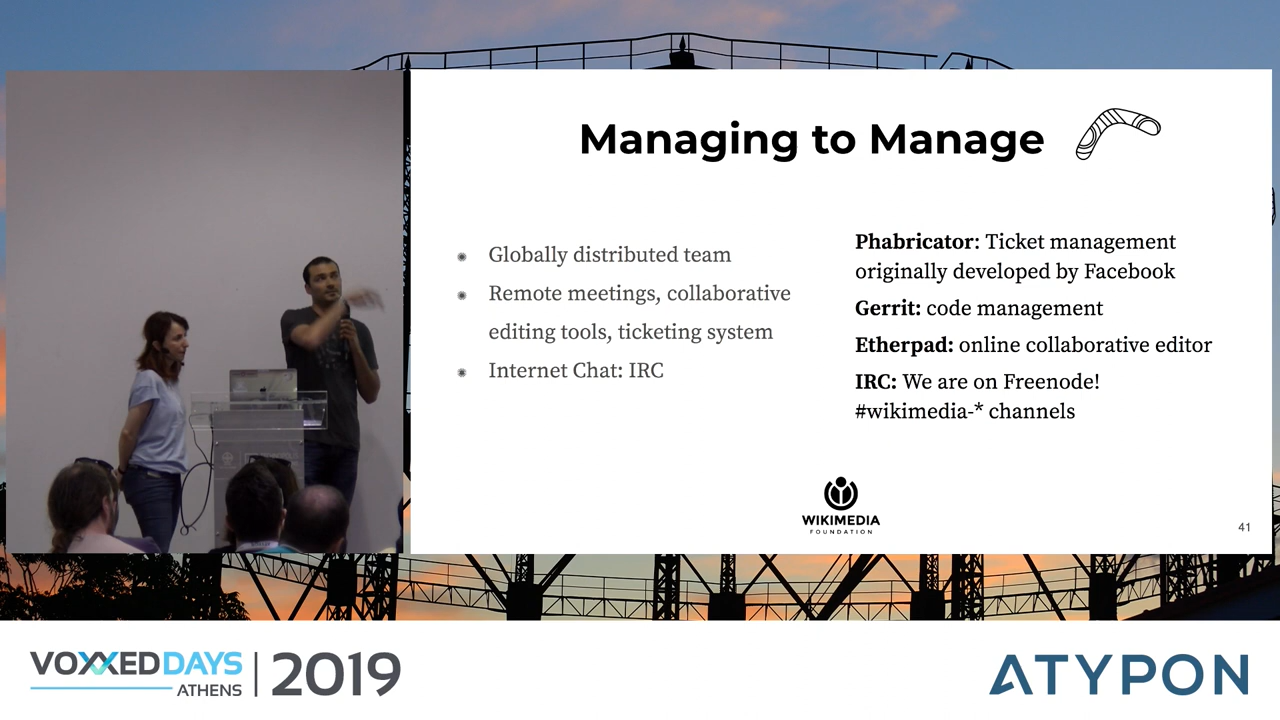 Managing to Manage
Globally distributed team
Remote meetings, collaborative
editing tools, ticketing system
Internet Chat: IRC
Phabricator: Ticket management
originally developed by Facebook
Gerrit: code management
Etherpad: online collaborative editor
IRC: We are on Freenode!
#wikimedia-* channels
WIKIMEDIA
FOUNDATION
41
VOXXED DAYS
ATHENS
2019
ATYPON